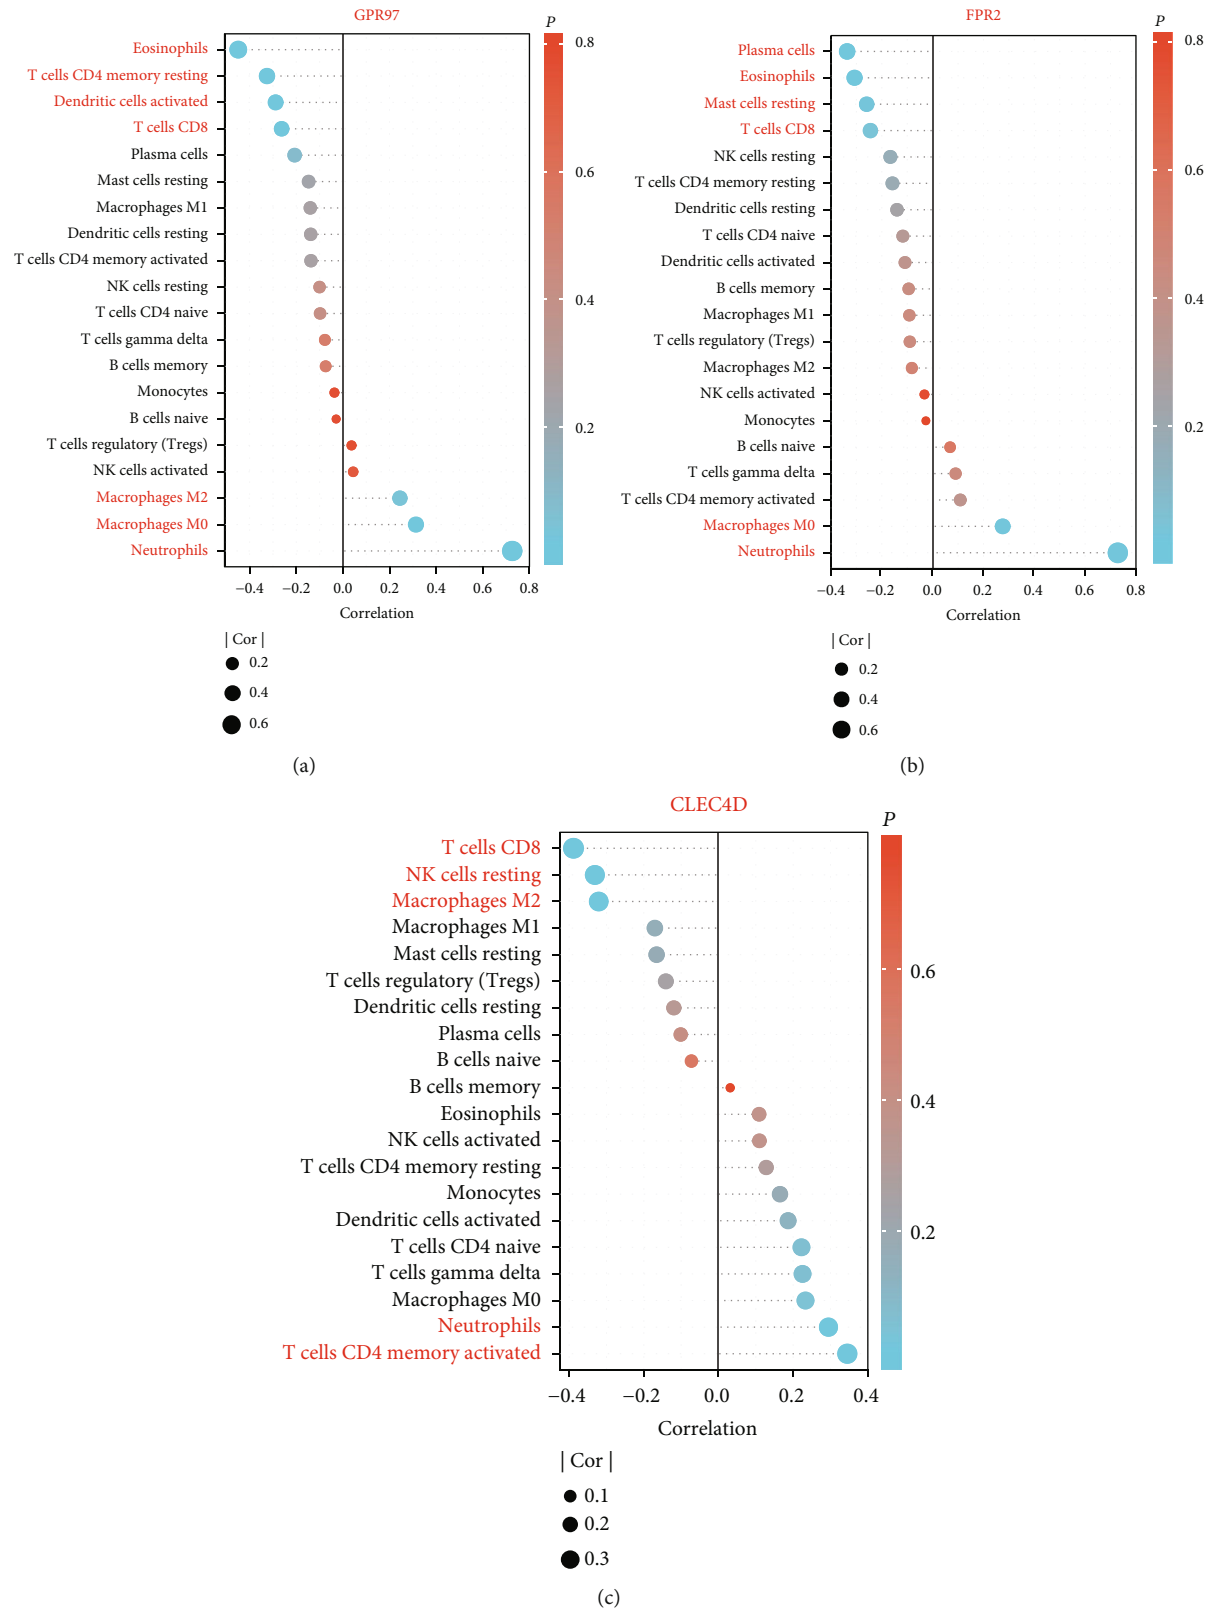 GPR97
P
Eosinophils
T cells CD4 memory resting
Dendritic cells activated
T cells CD8
Plasma cells
Mast cells resting
Macrophages M1
Dendritic cells resting
T cells CD4 memory activated
NK cells resting
T cells CD4 naive
T cells gamma delta
B cells memory
Monocytes
B cells naive
T cells regulatory (Tregs)
NK cells activated
Macrophages M2
Macrophages M0
Neutrophils
0.8
0.6
0.4
0.2
−0.4 −0.2 0.0 0.2 0.4 0.6 0.8
Correlation
| Cor |
0.2
0.4
0.6
(a)
FPR2
P
Plasma cells
Eosinophils
Mast cells resting
T cells CD8
NK cells resting
T cells CD4 memory resting
Dendritic cells resting
T cells CD4 naive
Dendritic cells activated
B cells memory
Macrophages M1
T cells regulatory (Tregs)
Macrophages M2
NK cells activated
Monocytes
B cells naive
T cells gamma delta
T cells CD4 memory activated
Macrophages M0
Neutrophils
0.8
0.6
0.4
0.2
−0.4 −0.2 0.0 0.2 0.4 0.6 0.8
Correlation
| Cor |
0.2
0.4
0.6
(b)
CLEC4D
P
T cells CD8
NK cells resting
Macrophages M2
Macrophages M1
Mast cells resting
T cells regulatory (Tregs)
Dendritic cells resting
Plasma cells
B cells naive
B cells memory
Eosinophils
NK cells activated
T cells CD4 memory resting
Monocytes
Dendritic cells activated
T cells CD4 naive
T cells gamma delta
Macrophages M0
Neutrophils
T cells CD4 memory activated
0.6
0.4
0.2
−0.4 −0.2 0.0 0.2 0.4
Correlation
| Cor |
0.1
0.2
0.3
(c)